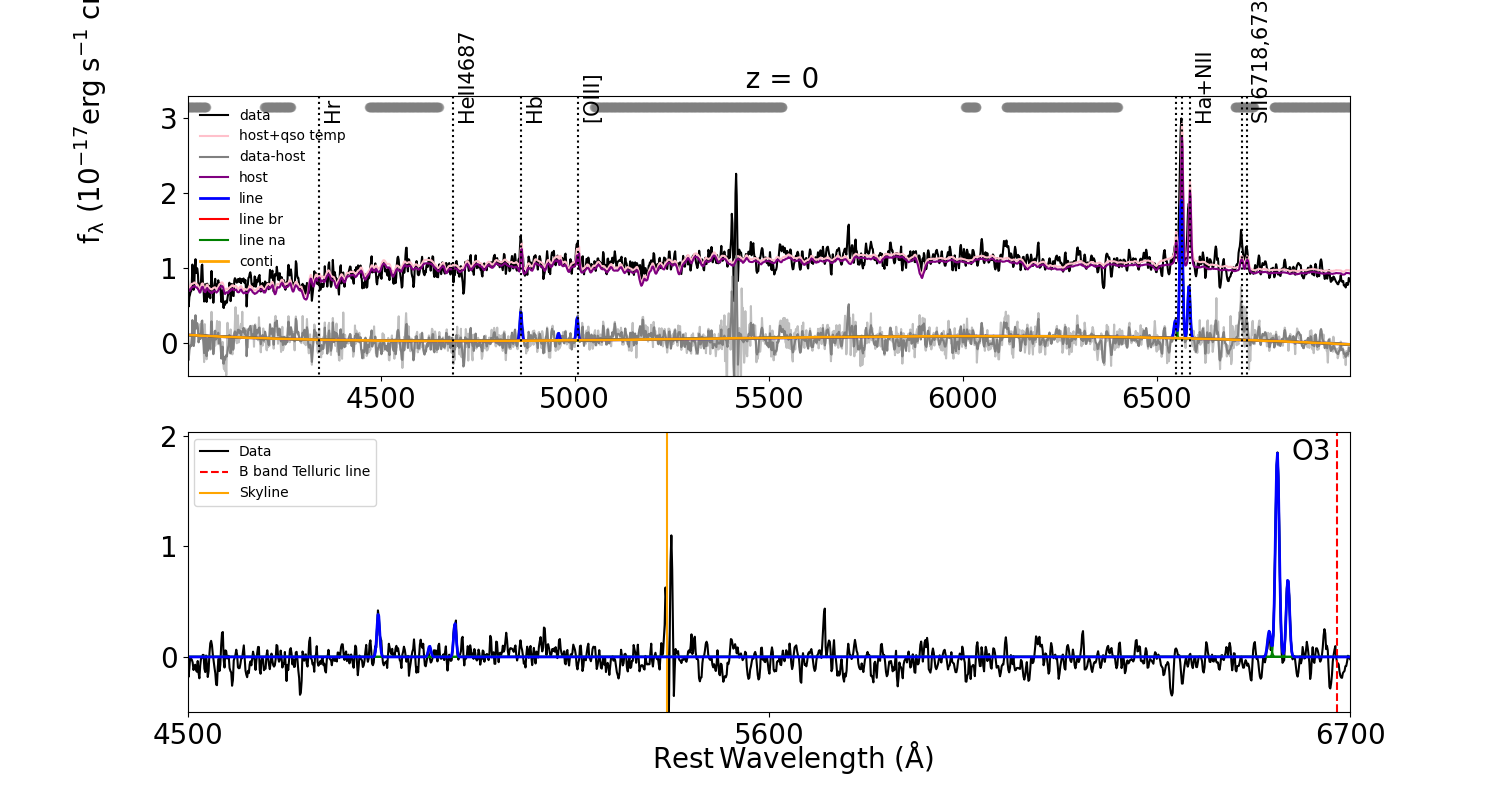 z = 0
fλ (10−17erg s−1 c
Hr
HeII4687
Hb
[OIII]
Ha+NII
SII6718,673
data
host+qso temp
data-host
host
line
line br
line na
conti
3
2
1
0
4500 5000 5500 6000 6500
Data
B band Telluric line
Skyline
O3
2
1
0
4500 5600 6700
Rest Wavelength (Å)